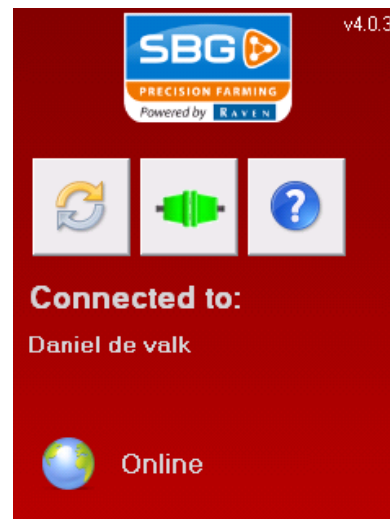 v4.0.3
SBG
PRECISION FARMING
Powered by RAVEN
?
Connected to:
Daniel de valk
Online